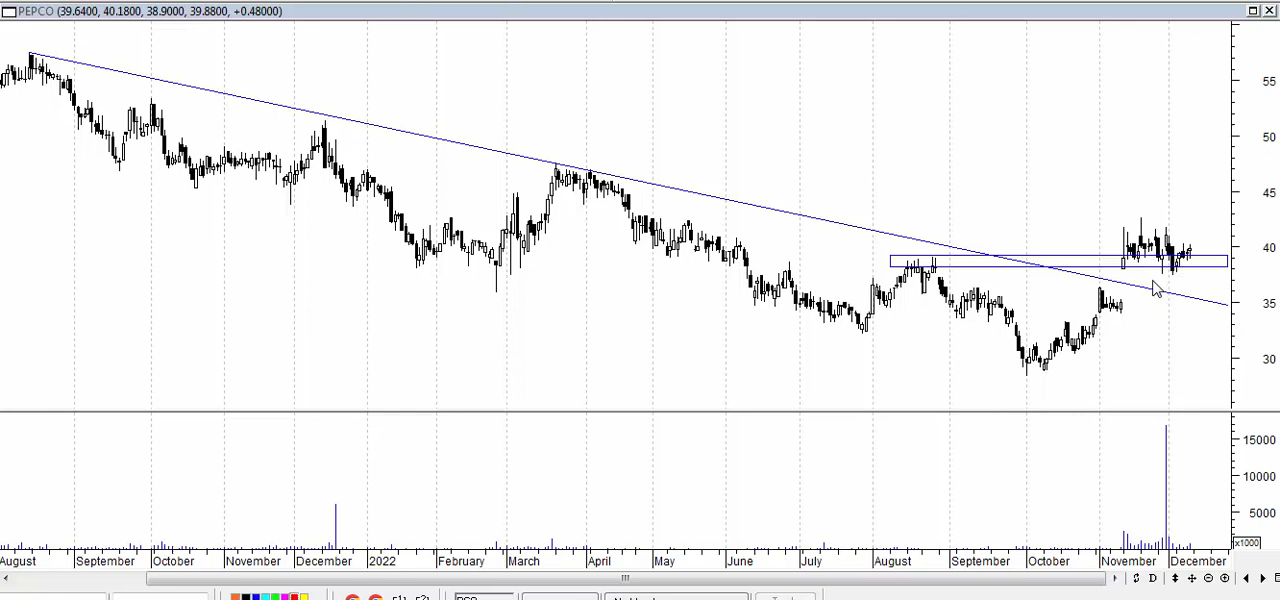 PEPCO (39.6400, 40.1800, 38.9000, 39.8800, +0.48000)
55
50
45
40
35
30
15000
10000
5000
x1000
August September October November December 2022 February March April May June July August September October November December
D